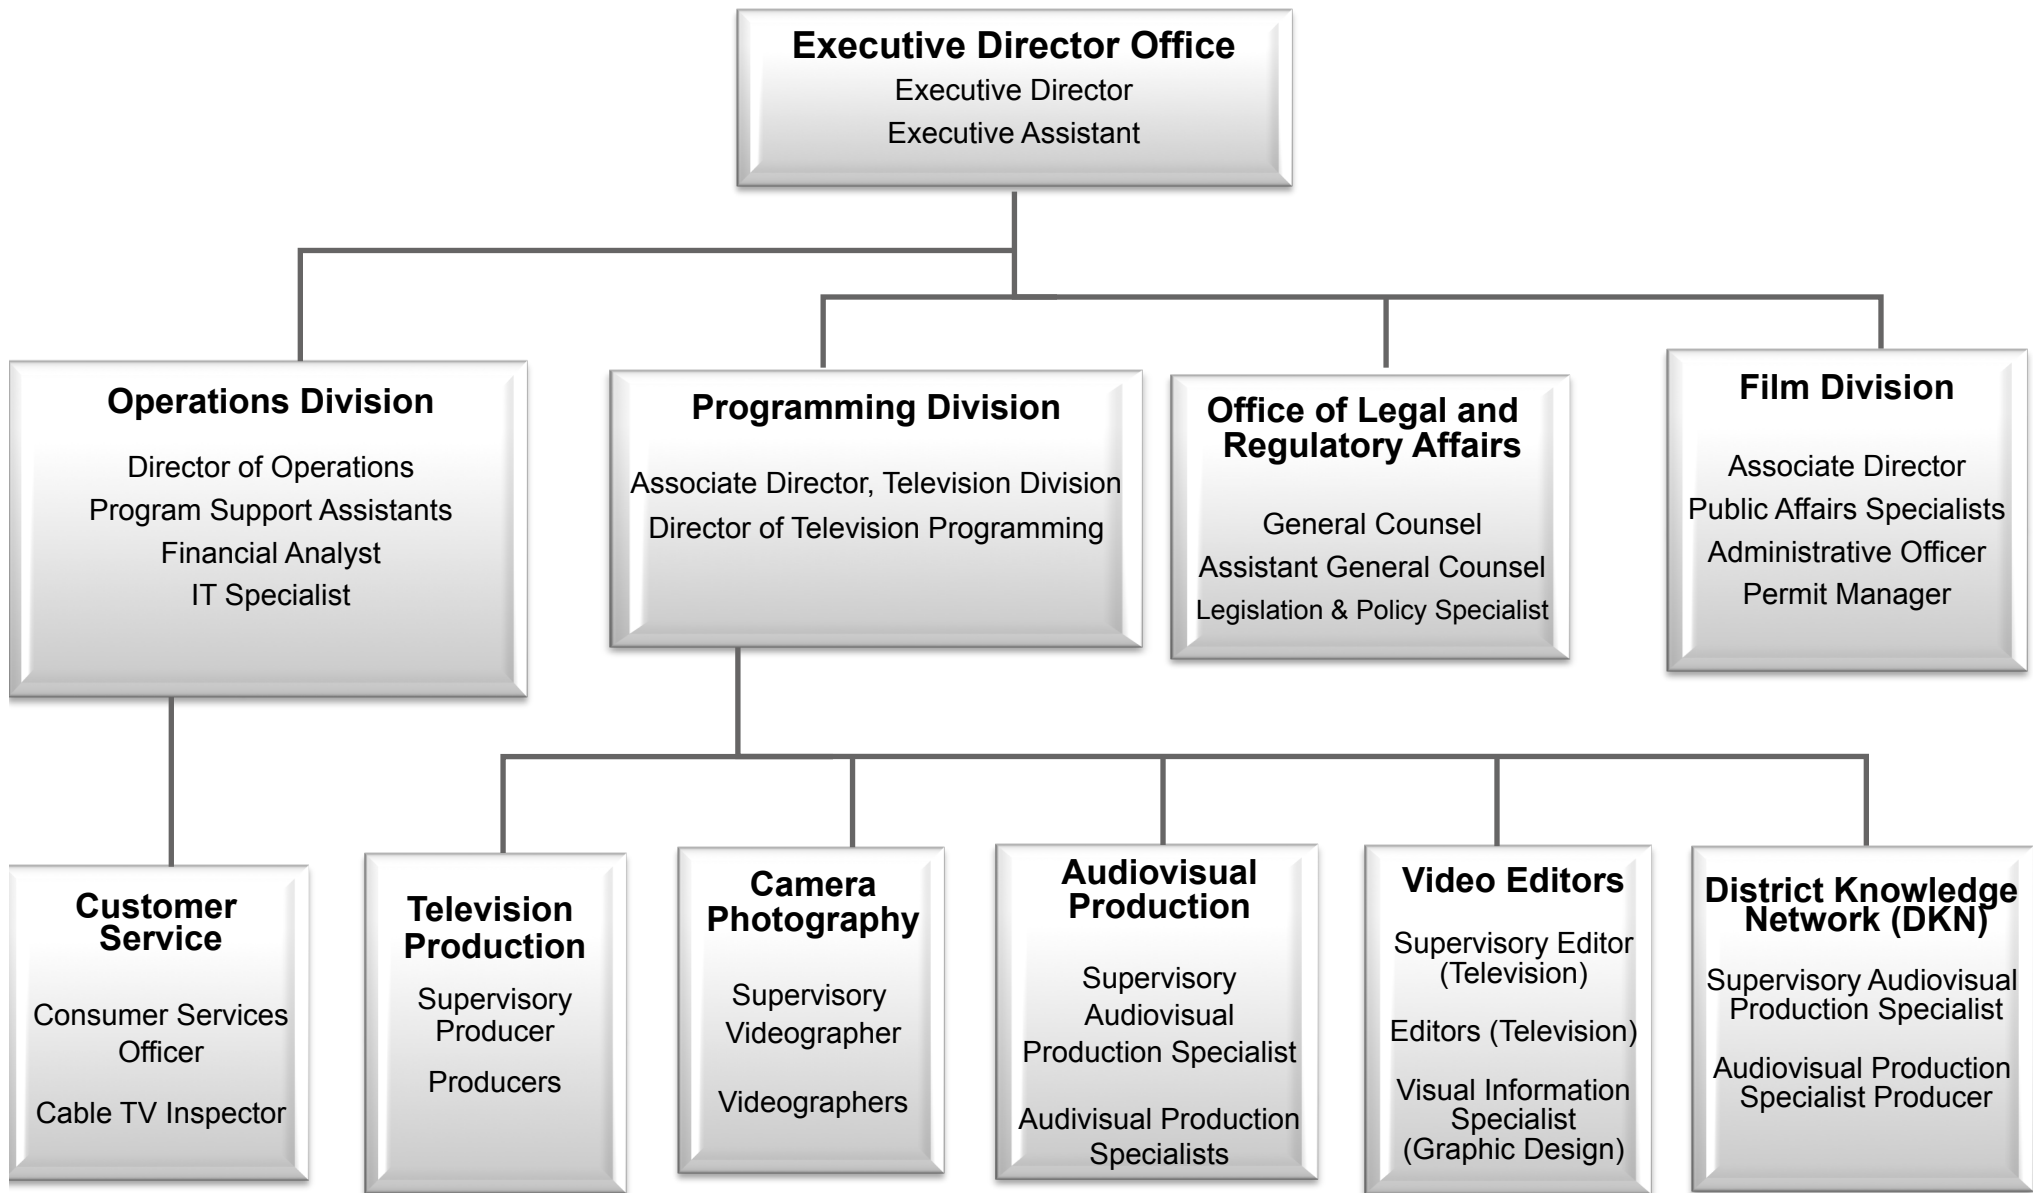 Executive Director Office
Executive Director
Executive Assistant
Operations Division
Director of Operations
Program Support Assistants
Financial Analyst
IT Specialist
Programming Division
Associate Director, Television Division
Director of Television Programming
Office of Legal and
Regulatory Affairs
General Counsel
Assistant General Counsel
Legislation & Policy Specialist
Film Division
Associate Director
Public Affairs Specialists
Administrative Officer
Permit Manager
Customer
Service
Consumer Services
Officer
Cable TV Inspector
Television
Production
Supervisory
Producer
Producers
Camera
Photography
Supervisory
Videographer
Videographers
Audiovisual
Production
Supervisory
Audiovisual
Production Specialist
Audivisual Production
Specialists
Video Editors
Supervisory Editor
(Television)
Editors (Television)
Visual Information
Specialist
(Graphic Design)
District Knowledge
Network (DKN)
Supervisory Audiovisual
Production Specialist
Audiovisual Production
Specialist Producer